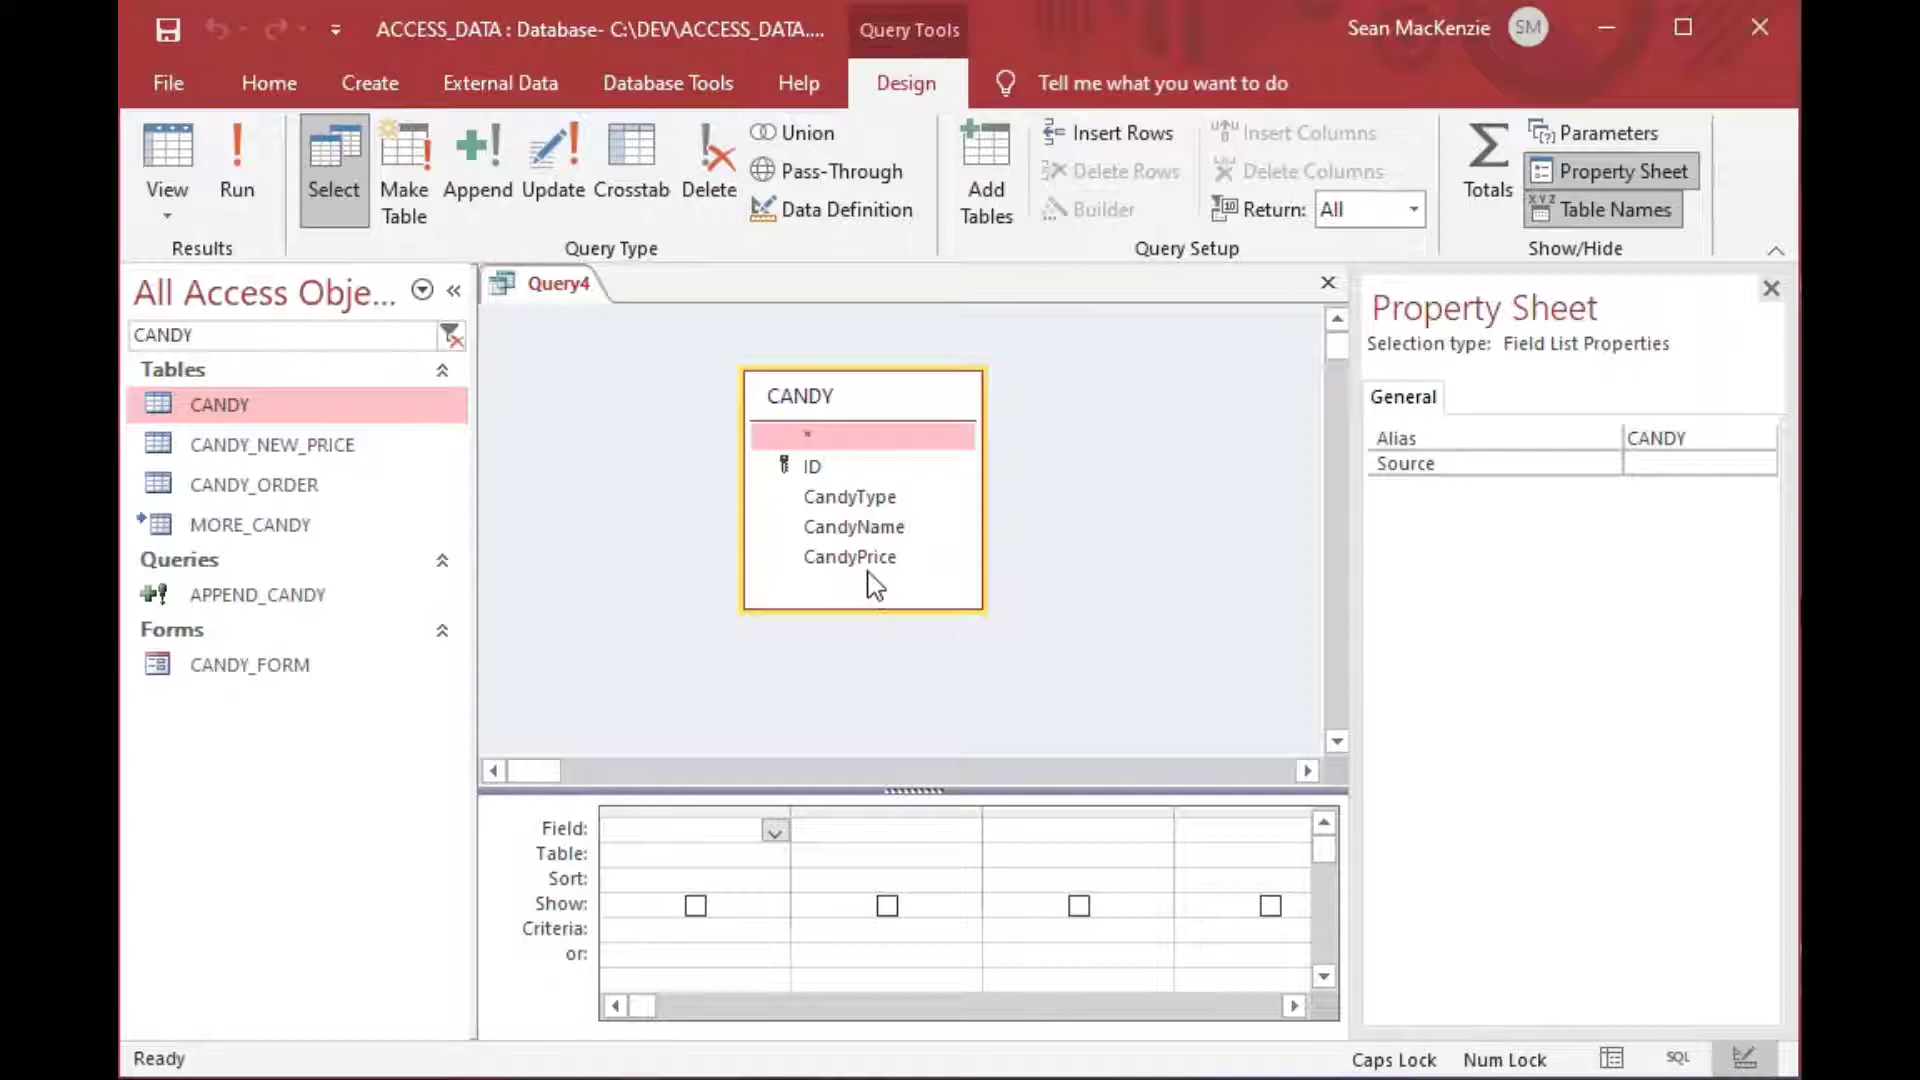 ACCESS_DATA : Database- C:\DEV\ACCESS_DATA....
Query Tools
Sean MacKenzie
SM
File
Home
Create
External Data
Database Tools
Help
Design
Tell me what you want to do
View
Run
Select
Make
Table
Append
Update
Crosstab
Delete
Union
Pass-Through
Data Definition
Add
Tables
Insert Rows
Delete Rows
Builder
Insert Columns
Delete Columns
Return: All
Totals
Parameters
Property Sheet
Table Names
Results
Query Type
Query Setup
Show/Hide
All Access Obje...
CANDY
Tables
CANDY
CANDY_NEW_PRICE
CANDY_ORDER
MORE_CANDY
Queries
APPEND_CANDY
Forms
CANDY_FORM
Query4
CANDY
*
ID
CandyType
CandyName
CandyPrice
Field:
Table:
Sort:
Show:
Criteria:
or:
Property Sheet
Selection type: Field List Properties
General
Alias CANDY
Source
Ready
Caps Lock
Num Lock
SQL